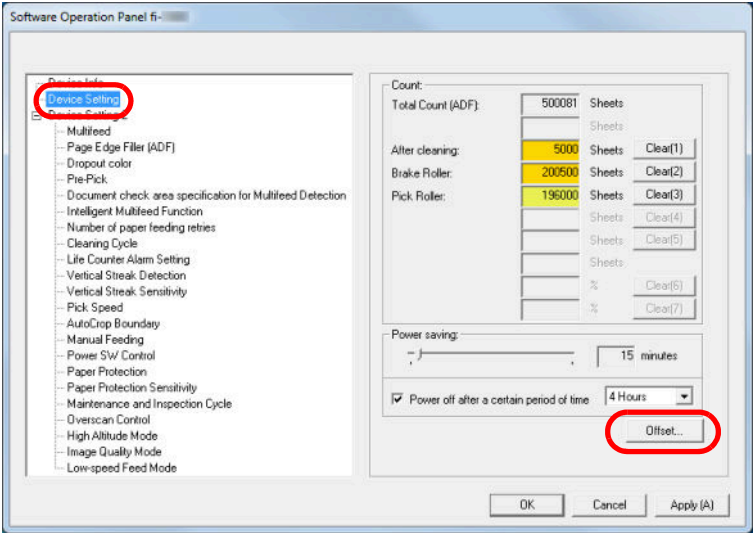 Software Operation Panel fi-
Device Info
Device Setting
Device Setting 2
Multifeed
Page Edge Filler (ADF)
Dropout color
Pre-Pick
Document check area specification for Multifeed Detection
Intelligent Multifeed Function
Number of paper feeding retries
Cleaning Cycle
Life Counter Alarm Setting
Vertical Streak Detection
Vertical Streak Sensitivity
Pick Speed
AutoCrop Boundary
Manual Feeding
Power SW Control
Paper Protection
Paper Protection Sensitivity
Maintenance and Inspection Cycle
Overscan Control
High Altitude Mode
Image Quality Mode
Low-speed Feed Mode
Count:
Total Count (ADF): 500081 Sheets
Sheets
After cleaning: 5000 Sheets Clear(1)
Brake Roller: 200500 Sheets Clear(2)
Pick Roller: 196000 Sheets Clear(3)
Sheets Clear(4)
Sheets Clear(5)
Sheets
% Clear(6)
% Clear(7)
Power saving:
15 minutes
Power off after a certain period of time 4 Hours
Offset...
OK Cancel Apply (A)